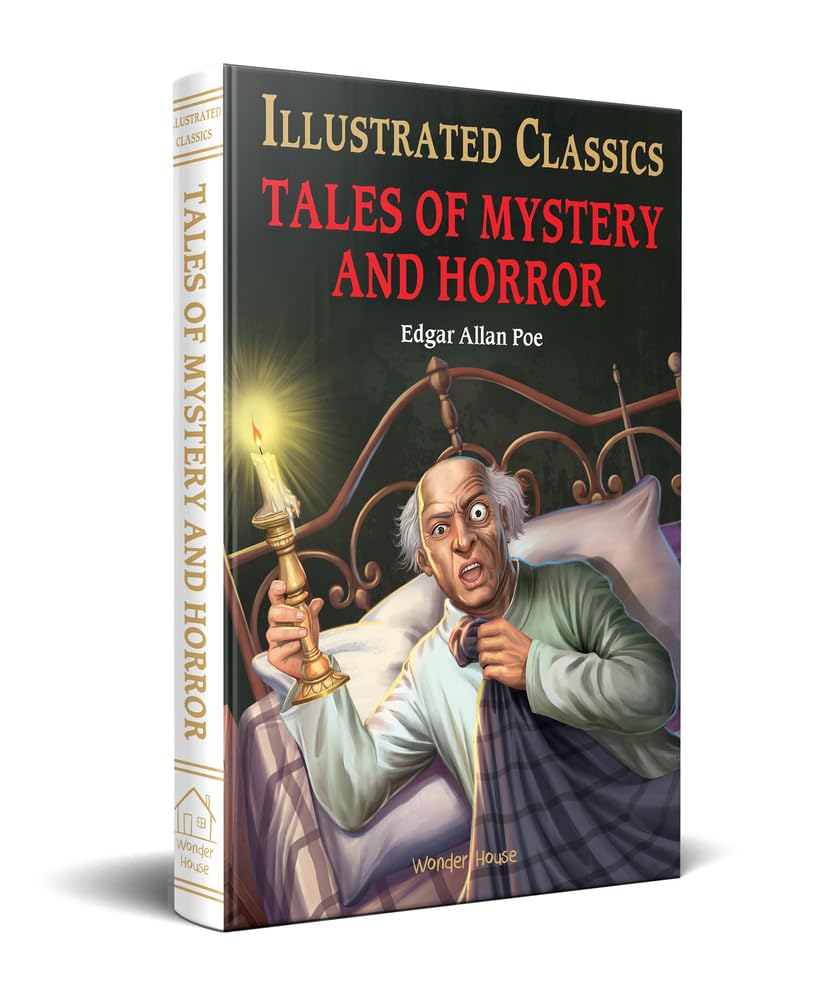 ILLUSTRATED CLASSICS
TALES OF MYSTERY
AND HORROR
Edgar Allan Poe
Wonder House
ILLUSTRATED
CLASSICS
TALES OF MYSTERY AND HORROR
Wonder
House